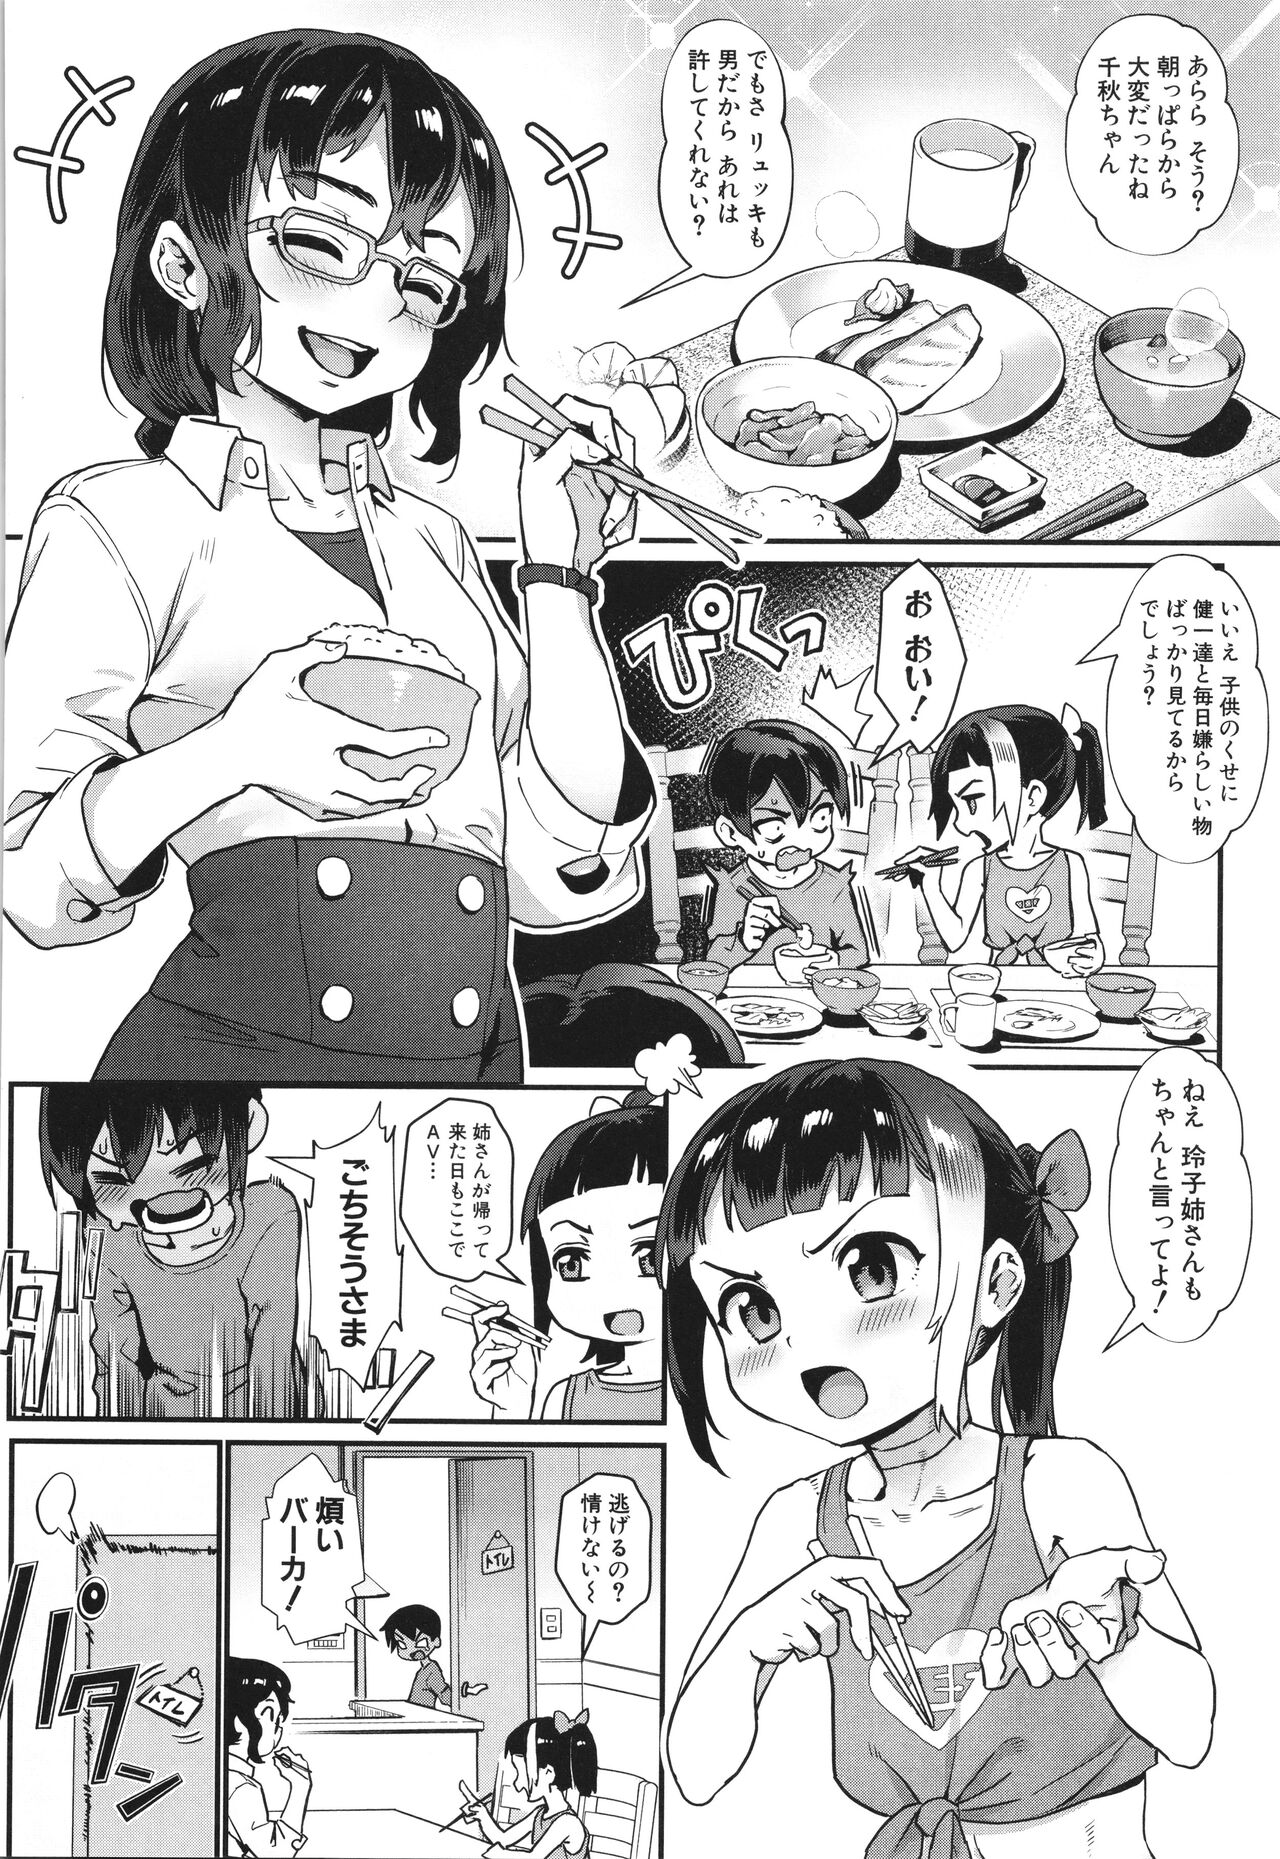 あらら そう?
朝っぱらから
大変だったね
千秋ちゃん
でもさ リュッキも
男だから あれは
許してくれない?
いいえ 子供のくせに
健一達と毎日嫌らしい物
ばっかり見てるから
でしょう?
お おい!
ぴくっ
ねえ 玲子姉さんも
ちゃんと言ってよ!
姉さんが帰って
来た日もここで
AV…
ごちそうさま
ガタ
逃げるの?
情けない〜
煩い
バーカ!
トイレ
バタン
トイレ